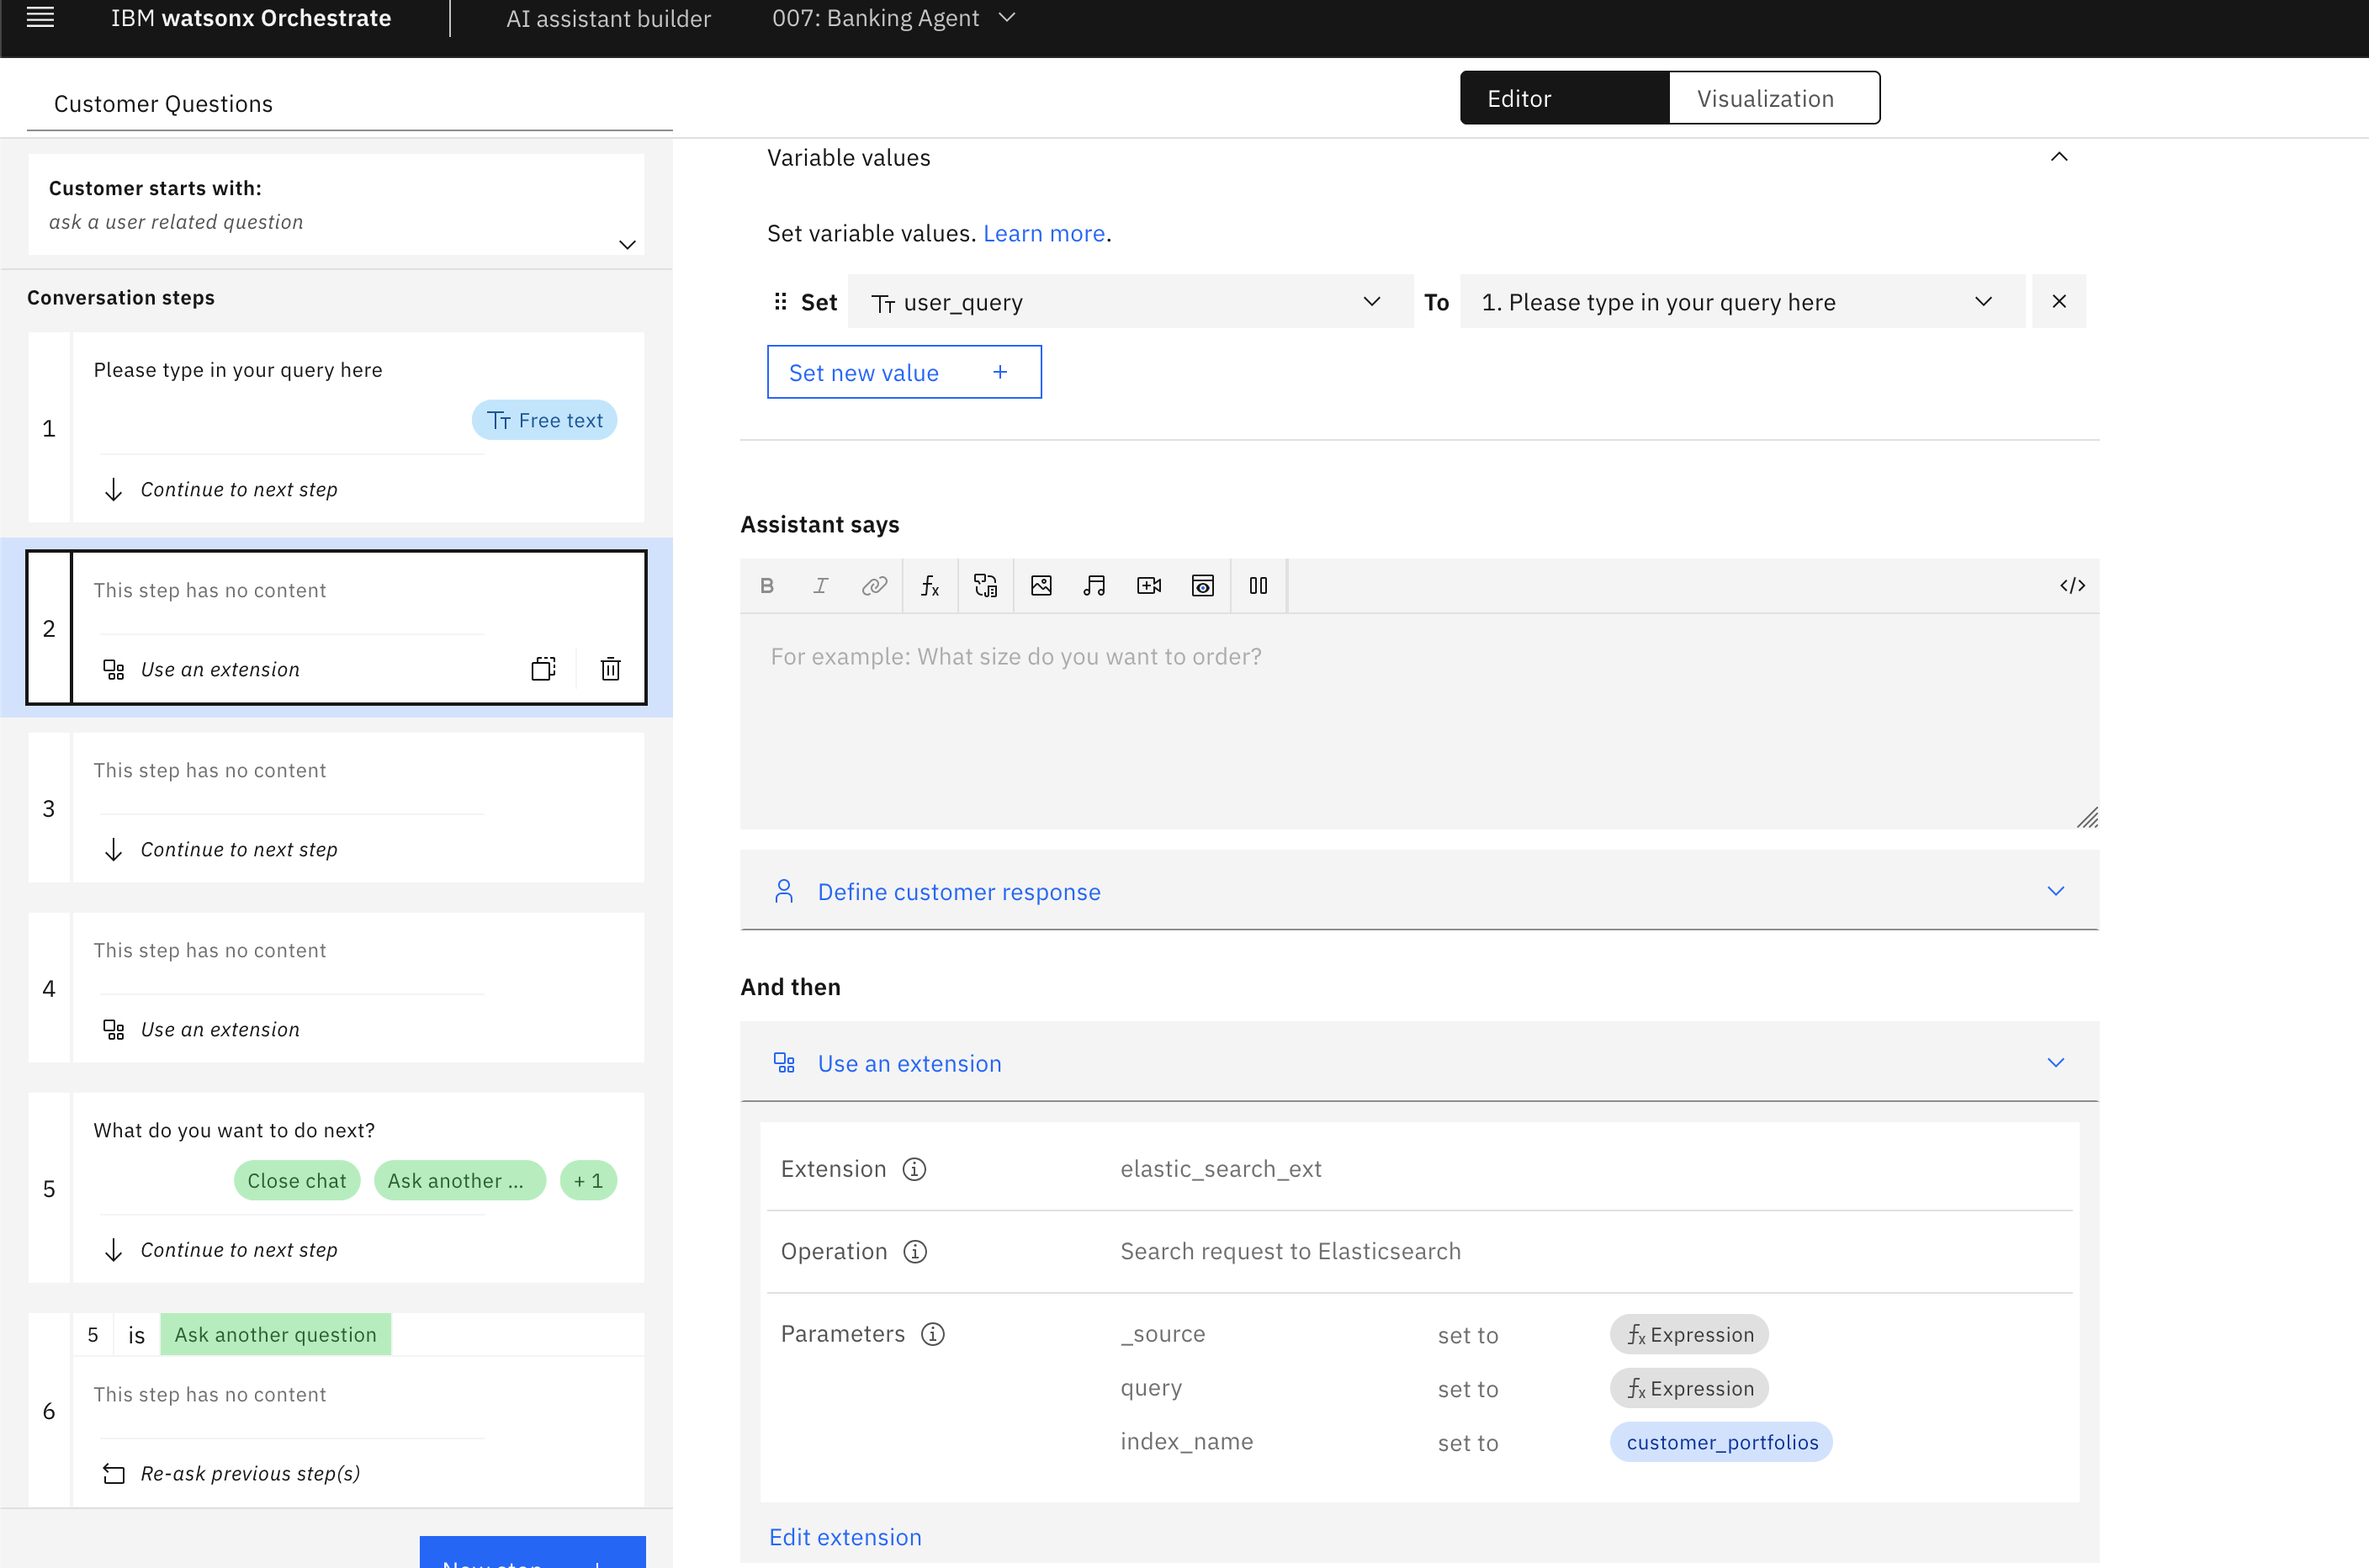 IBM watsonx Orchestrate
AI assistant builder
007: Banking Agent
Customer Questions
Editor
Visualization
Customer starts with:
ask a user related question
Conversation steps
1
Please type in your query here
Free text
Continue to next step
2
This step has no content
Use an extension
3
This step has no content
Continue to next step
4
This step has no content
Use an extension
5
What do you want to do next?
Close chat
Ask another ...
+ 1
Continue to next step
6
5 is Ask another question
This step has no content
Re-ask previous step(s)
New step +
Variable values
Set variable values. Learn more.
Set user_query To 1. Please type in your query here
Set new value +
Assistant says
B I
For example: What size do you want to order?
Define customer response
And then
Use an extension
Extension elastic_search_ext
Operation Search request to Elasticsearch
Parameters _source set to Expression
query set to Expression
index_name set to customer_portfolios
Edit extension